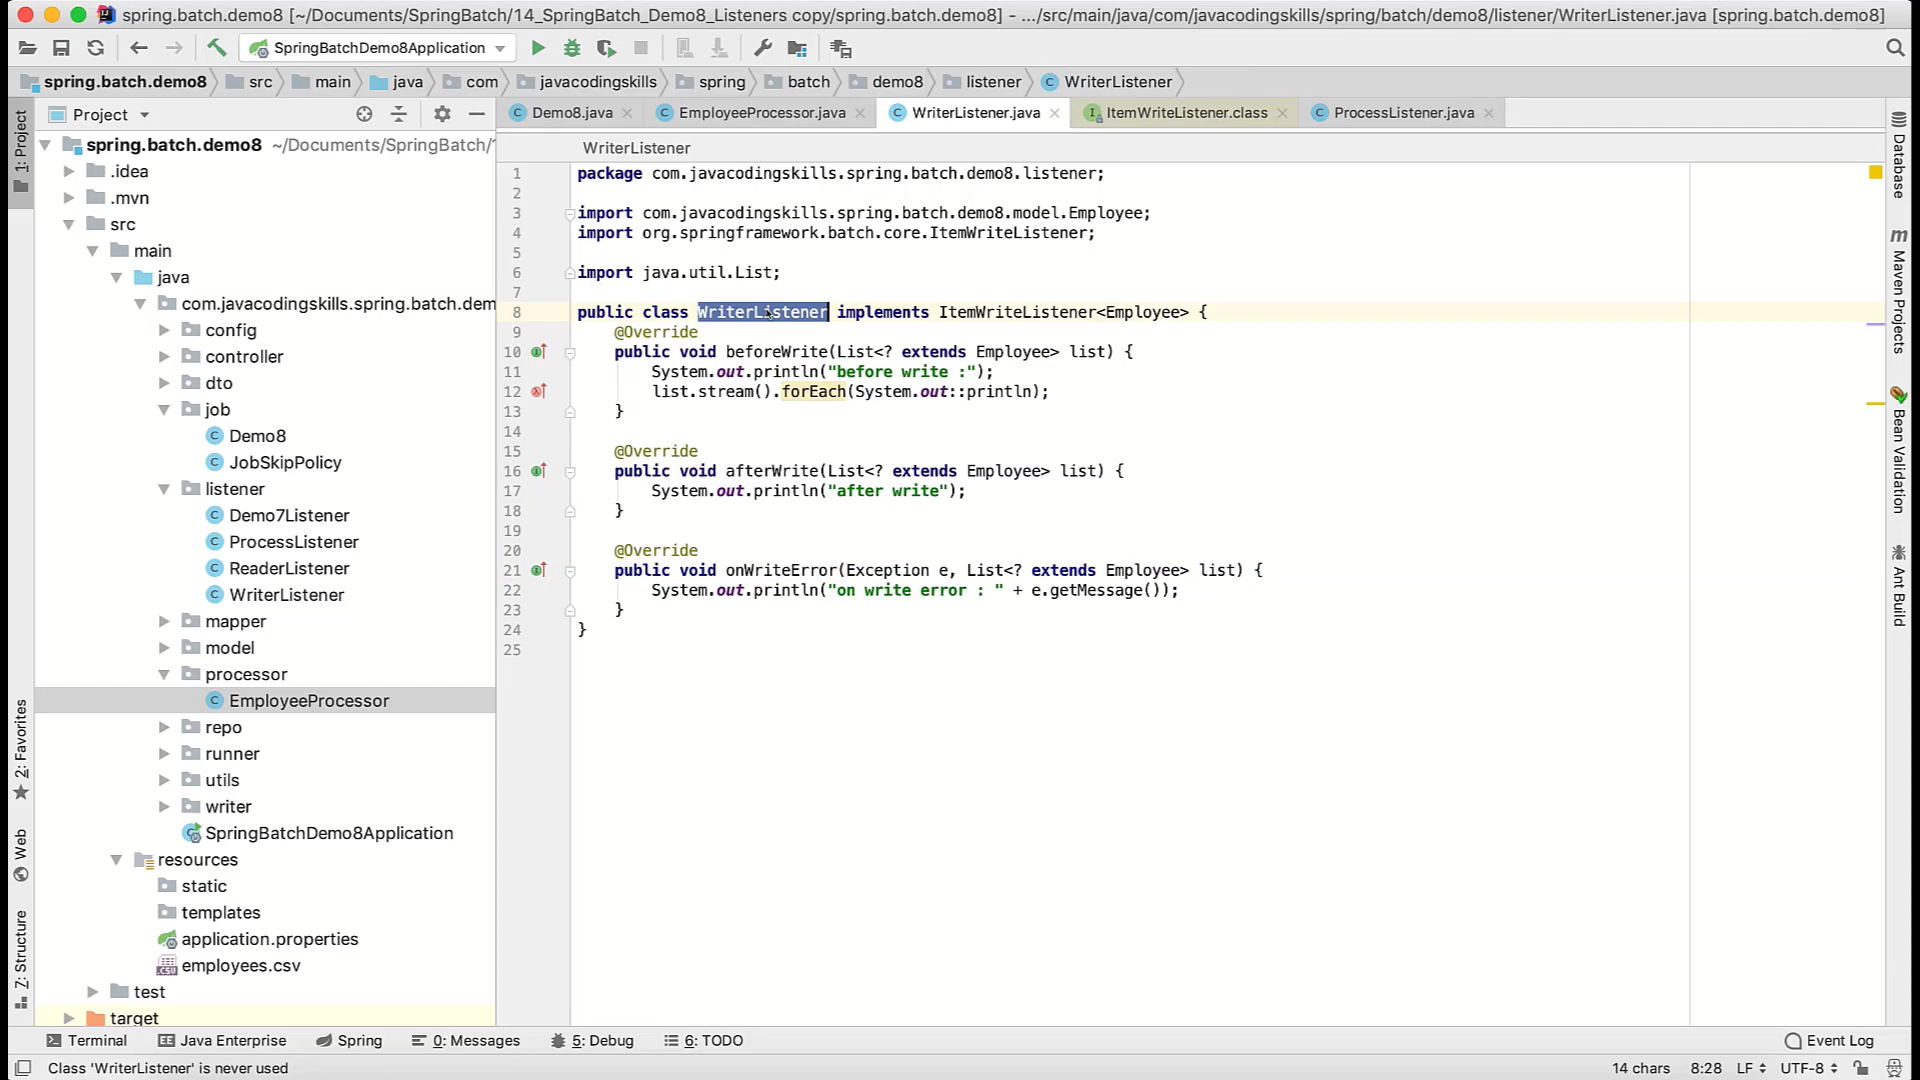 spring.batch.demo8 [~/Documents/SpringBatch/14_SpringBatch_Demo8_Listeners copy/spring.batch.demo8] - .../src/main/java/com/javacodingskills/spring/batch/demo8/listener/WriterListener.java [spring.batch.demo8]
SpringBatchDemo8Application
spring.batch.demo8 src main java com javacodingskills spring batch demo8 listener WriterListener
Project
Demo8.java EmployeeProcessor.java WriterListener.java ItemWriteListener.class ProcessListener.java
1: Project
2: Favorites
Web
Z: Structure
spring.batch.demo8 ~/Documents/SpringBatch/1
.idea
.mvn
src
main
java
com.javacodingskills.spring.batch.dem
config
controller
dto
job
Demo8
JobSkipPolicy
listener
Demo7Listener
ProcessListener
ReaderListener
WriterListener
mapper
model
processor
EmployeeProcessor
repo
runner
utils
writer
SpringBatchDemo8Application
resources
static
templates
application.properties
employees.csv
test
target
WriterListener
1 package com.javacodingskills.spring.batch.demo8.listener;
2
3 import com.javacodingskills.spring.batch.demo8.model.Employee;
4 import org.springframework.batch.core.ItemWriteListener;
5
6 import java.util.List;
7
8 public class WriterListener implements ItemWriteListener<Employee> {
9 @Override
10 public void beforeWrite(List<? extends Employee> list) {
11 System.out.println("before write :");
12 list.stream().forEach(System.out::println);
13 }
14
15 @Override
16 public void afterWrite(List<? extends Employee> list) {
17 System.out.println("after write");
18 }
19
20 @Override
21 public void onWriteError(Exception e, List<? extends Employee> list) {
22 System.out.println("on write error : " + e.getMessage());
23 }
24 }
25
Database
m Maven Projects
Bean Validation
Ant Build
Terminal Java Enterprise Spring 0: Messages 5: Debug 6: TODO Event Log
Class 'WriterListener' is never used 14 chars 8:28 LF UTF-8